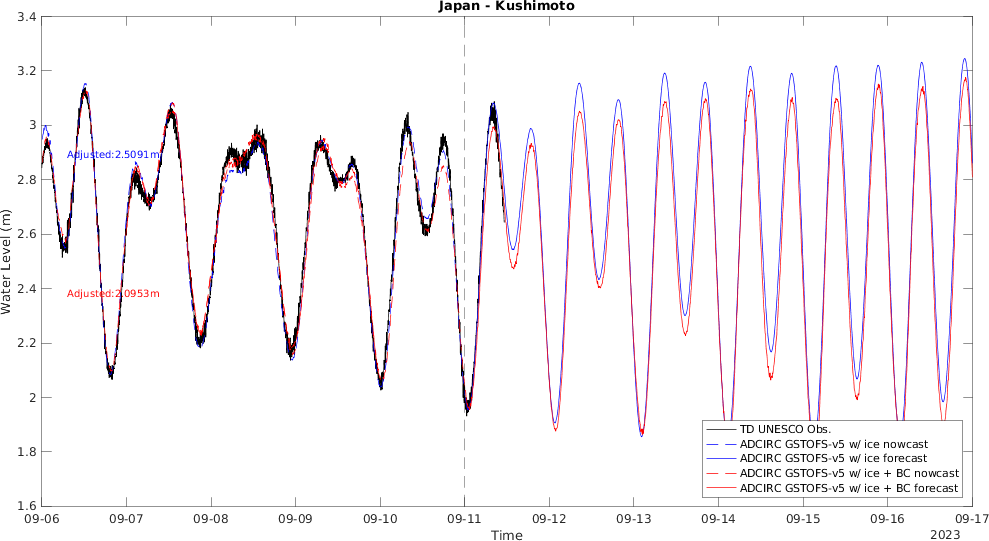 Japan - Kushimoto
3.4
3.2
3
2.8
2.6
2.4
2.2
2
1.8
1.6
Water Level (m)
Adjusted:2.5091m
Adjusted:2.0953m
TD UNESCO Obs.
ADCIRC GSTOFS-v5 w/ ice nowcast
ADCIRC GSTOFS-v5 w/ ice forecast
ADCIRC GSTOFS-v5 w/ ice + BC nowcast
ADCIRC GSTOFS-v5 w/ ice + BC forecast
09-06 09-07 09-08 09-09 09-10 09-11 09-12 09-13 09-14 09-15 09-16 09-17
Time
2023